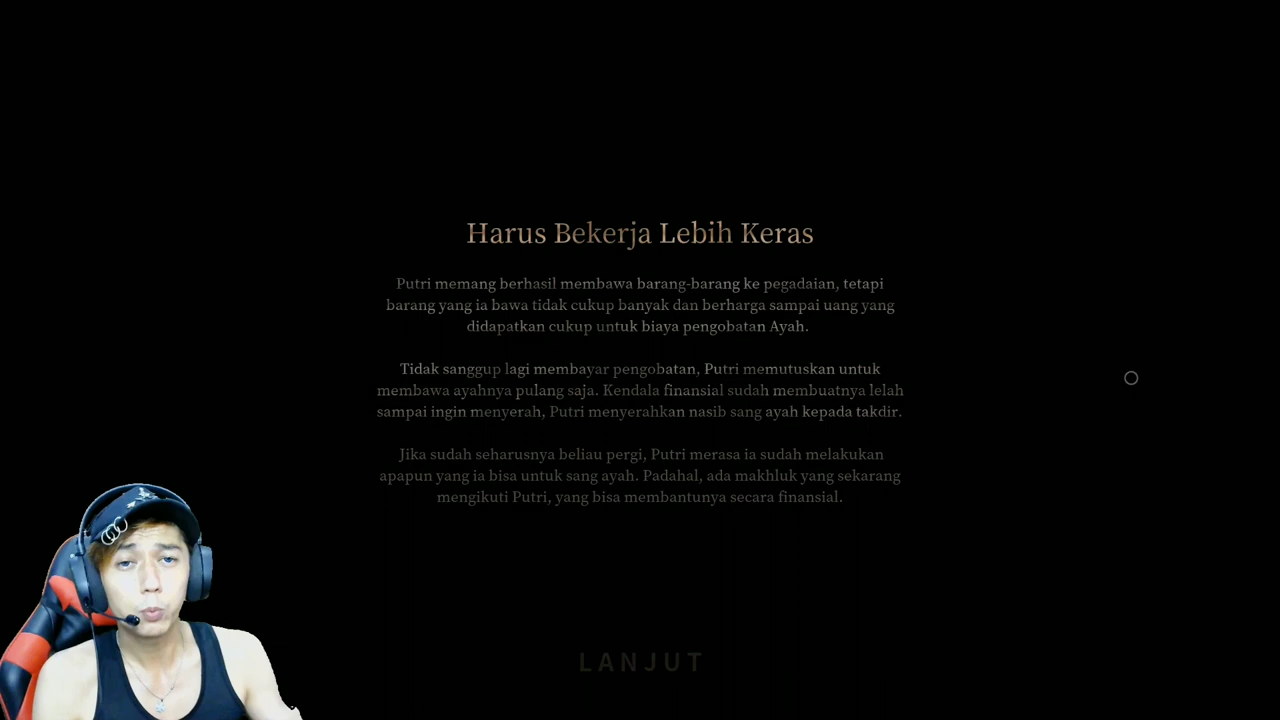 Harus Bekerja Lebih Keras
Putri memang berhasil membawa barang-barang ke pegadaian, tetapi
barang yang ia bawa tidak cukup banyak dan berharga sampai uang yang
didapatkan cukup untuk biaya pengobatan Ayah.
Tidak sanggup lagi membayar pengobatan, Putri memutuskan untuk
membawa ayahnya pulang saja. Kendala finansial sudah membuatnya lelah
sampai ingin menyerah, Putri menyerahkan nasib sang ayah kepada takdir.
Jika sudah seharusnya beliau pergi, Putri merasa ia sudah melakukan
apapun yang ia bisa untuk sang ayah. Padahal, ada makhluk yang sekarang
mengikuti Putri, yang bisa membantunya secara finansial.
LANJUT